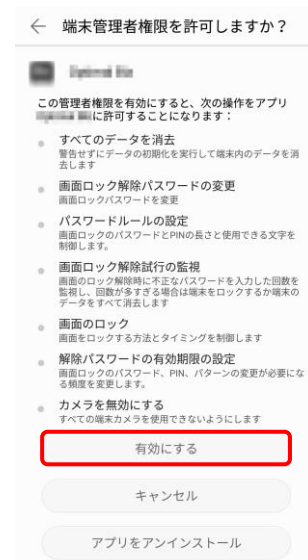 端末管理者権限を許可しますか？
この管理者権限を有効にすると、次の操作をアプリ
に許可することになります：
すべてのデータを消去
警告せずにデータの初期化を実行して端末内のデータを消
去します
画面ロック解除パスワードの変更
画面ロックパスワードを変更
パスワードルールの設定
画面ロックのパスワードとPINの長さと使用できる文字を
制御します。
画面ロック解除試行の監視
画面のロック解除時に不正なパスワードを入力した回数を
監視し、回数が多すぎる場合は端末をロックするか端末の
データをすべて消去します
画面のロック
画面をロックする方法とタイミングを制御します
解除パスワードの有効期限の設定
画面ロックのパスワード、PIN、パターンの変更が必要にな
る頻度を変更します。
カメラを無効にする
すべての端末カメラを使用できないようにします
有効にする
キャンセル
アプリをアンインストール